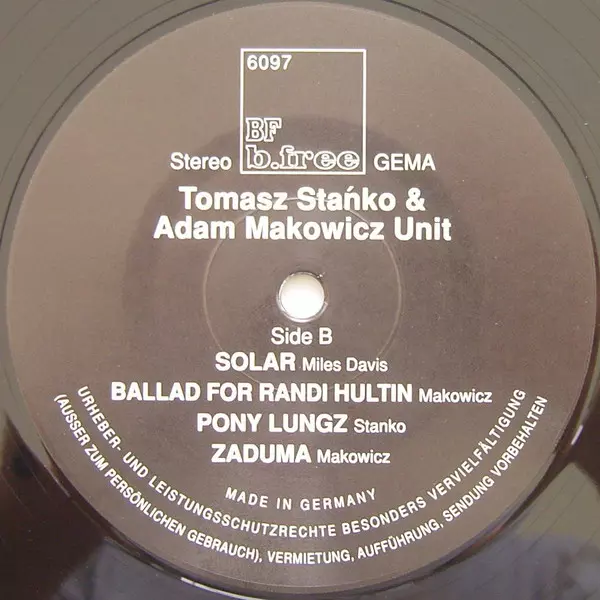 6097
BF
b.free
Stereo GEMA
Tomasz Stańko &
Adam Makowicz Unit
Side B
SOLAR Miles Davis
BALLAD FOR RANDI HULTIN Makowicz
PONY LUNGZ Stanko
ZADUMA Makowicz
MADE IN GERMANY
URHEBER- UND LEISTUNGSSCHUTZRECHTE BESONDERS VERVIELFÄLTIGUNG
(AUSSER ZUM PERSÖNLICHEN GEBRAUCH), VERMIETUNG, AUFFÜHRUNG, SENDUNG VORBEHALTEN